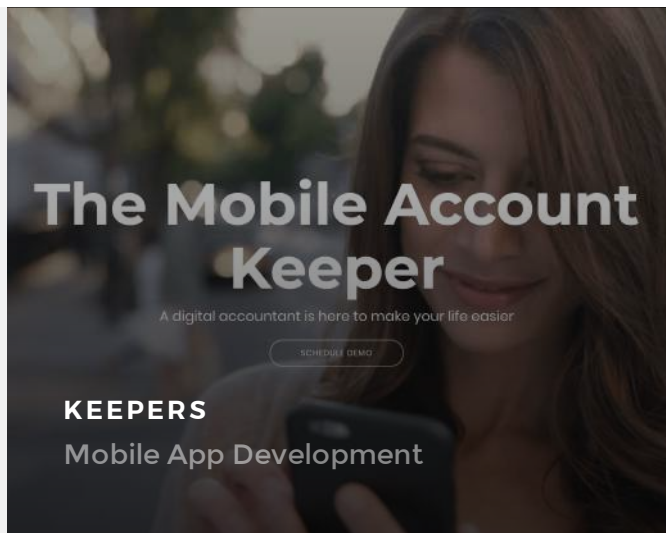 The Mobile Account
Keeper
A digital accountant is here to make your life easier
SCHEDULE DEMO
KEEPERS
Mobile App Development